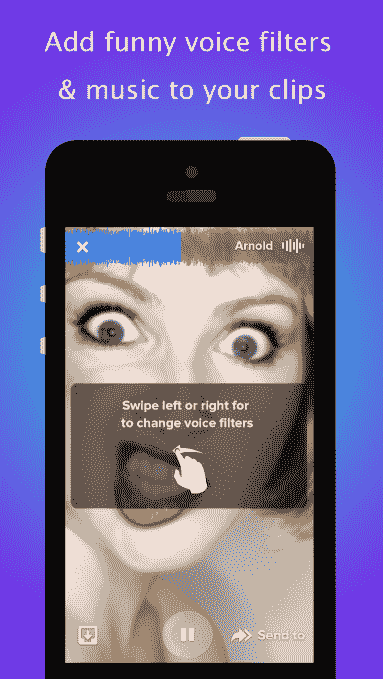 Add funny voice filters
& music to your clips
Arnold
Swipe left or right for
to change voice filters
Send to